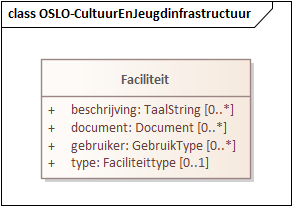 class OSLO-CultuurEnJeugdinfrastructuur
Faciliteit
+ beschrijving: TaalString [0..*]
+ document: Document [0..*]
+ gebruiker: GebruikType [0..*]
+ type: Faciliteittype [0..1]